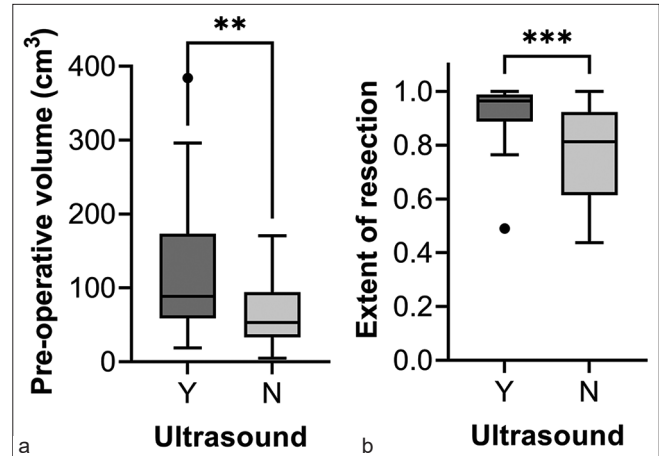 **
Pre-operative volume (cm³)
400
300
200
100
0
Y N
Ultrasound
a
***
Extent of resection
1.0
0.8
0.6
0.4
0.2
0.0
Y N
Ultrasound
b